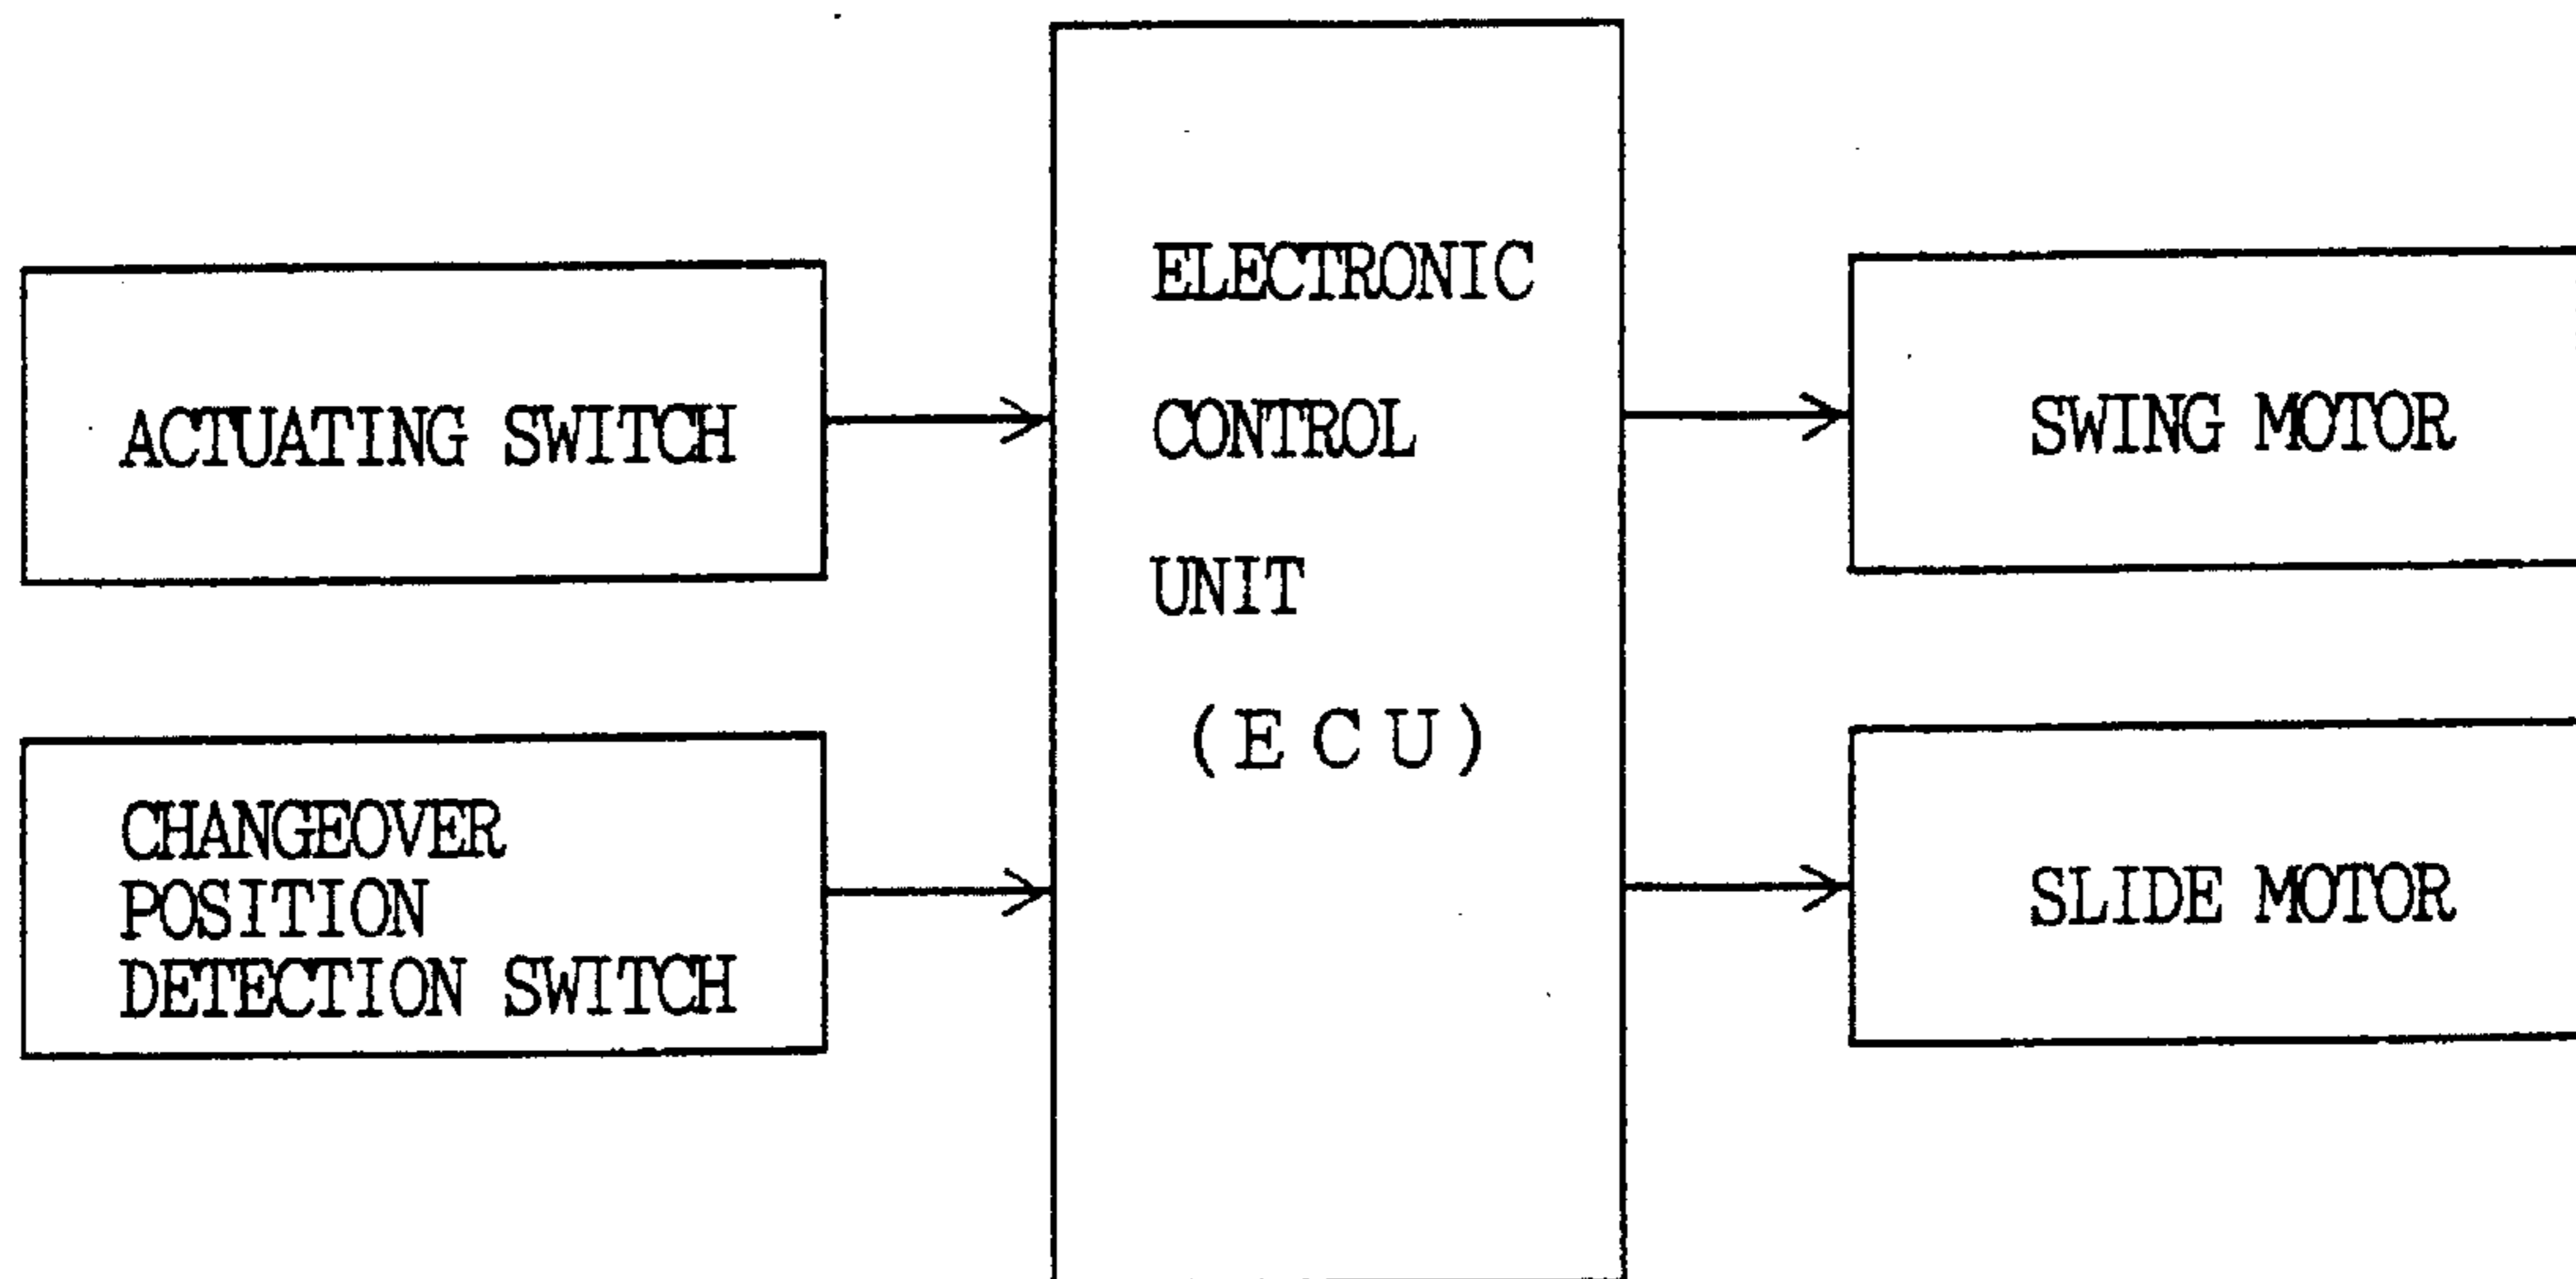 ACTUATING SWITCH
CHANGEOVER
POSITION
DETECTION SWITCH
ELECTRONIC
CONTROL
UNIT
(ECU)
SWING MOTOR
SLIDE MOTOR